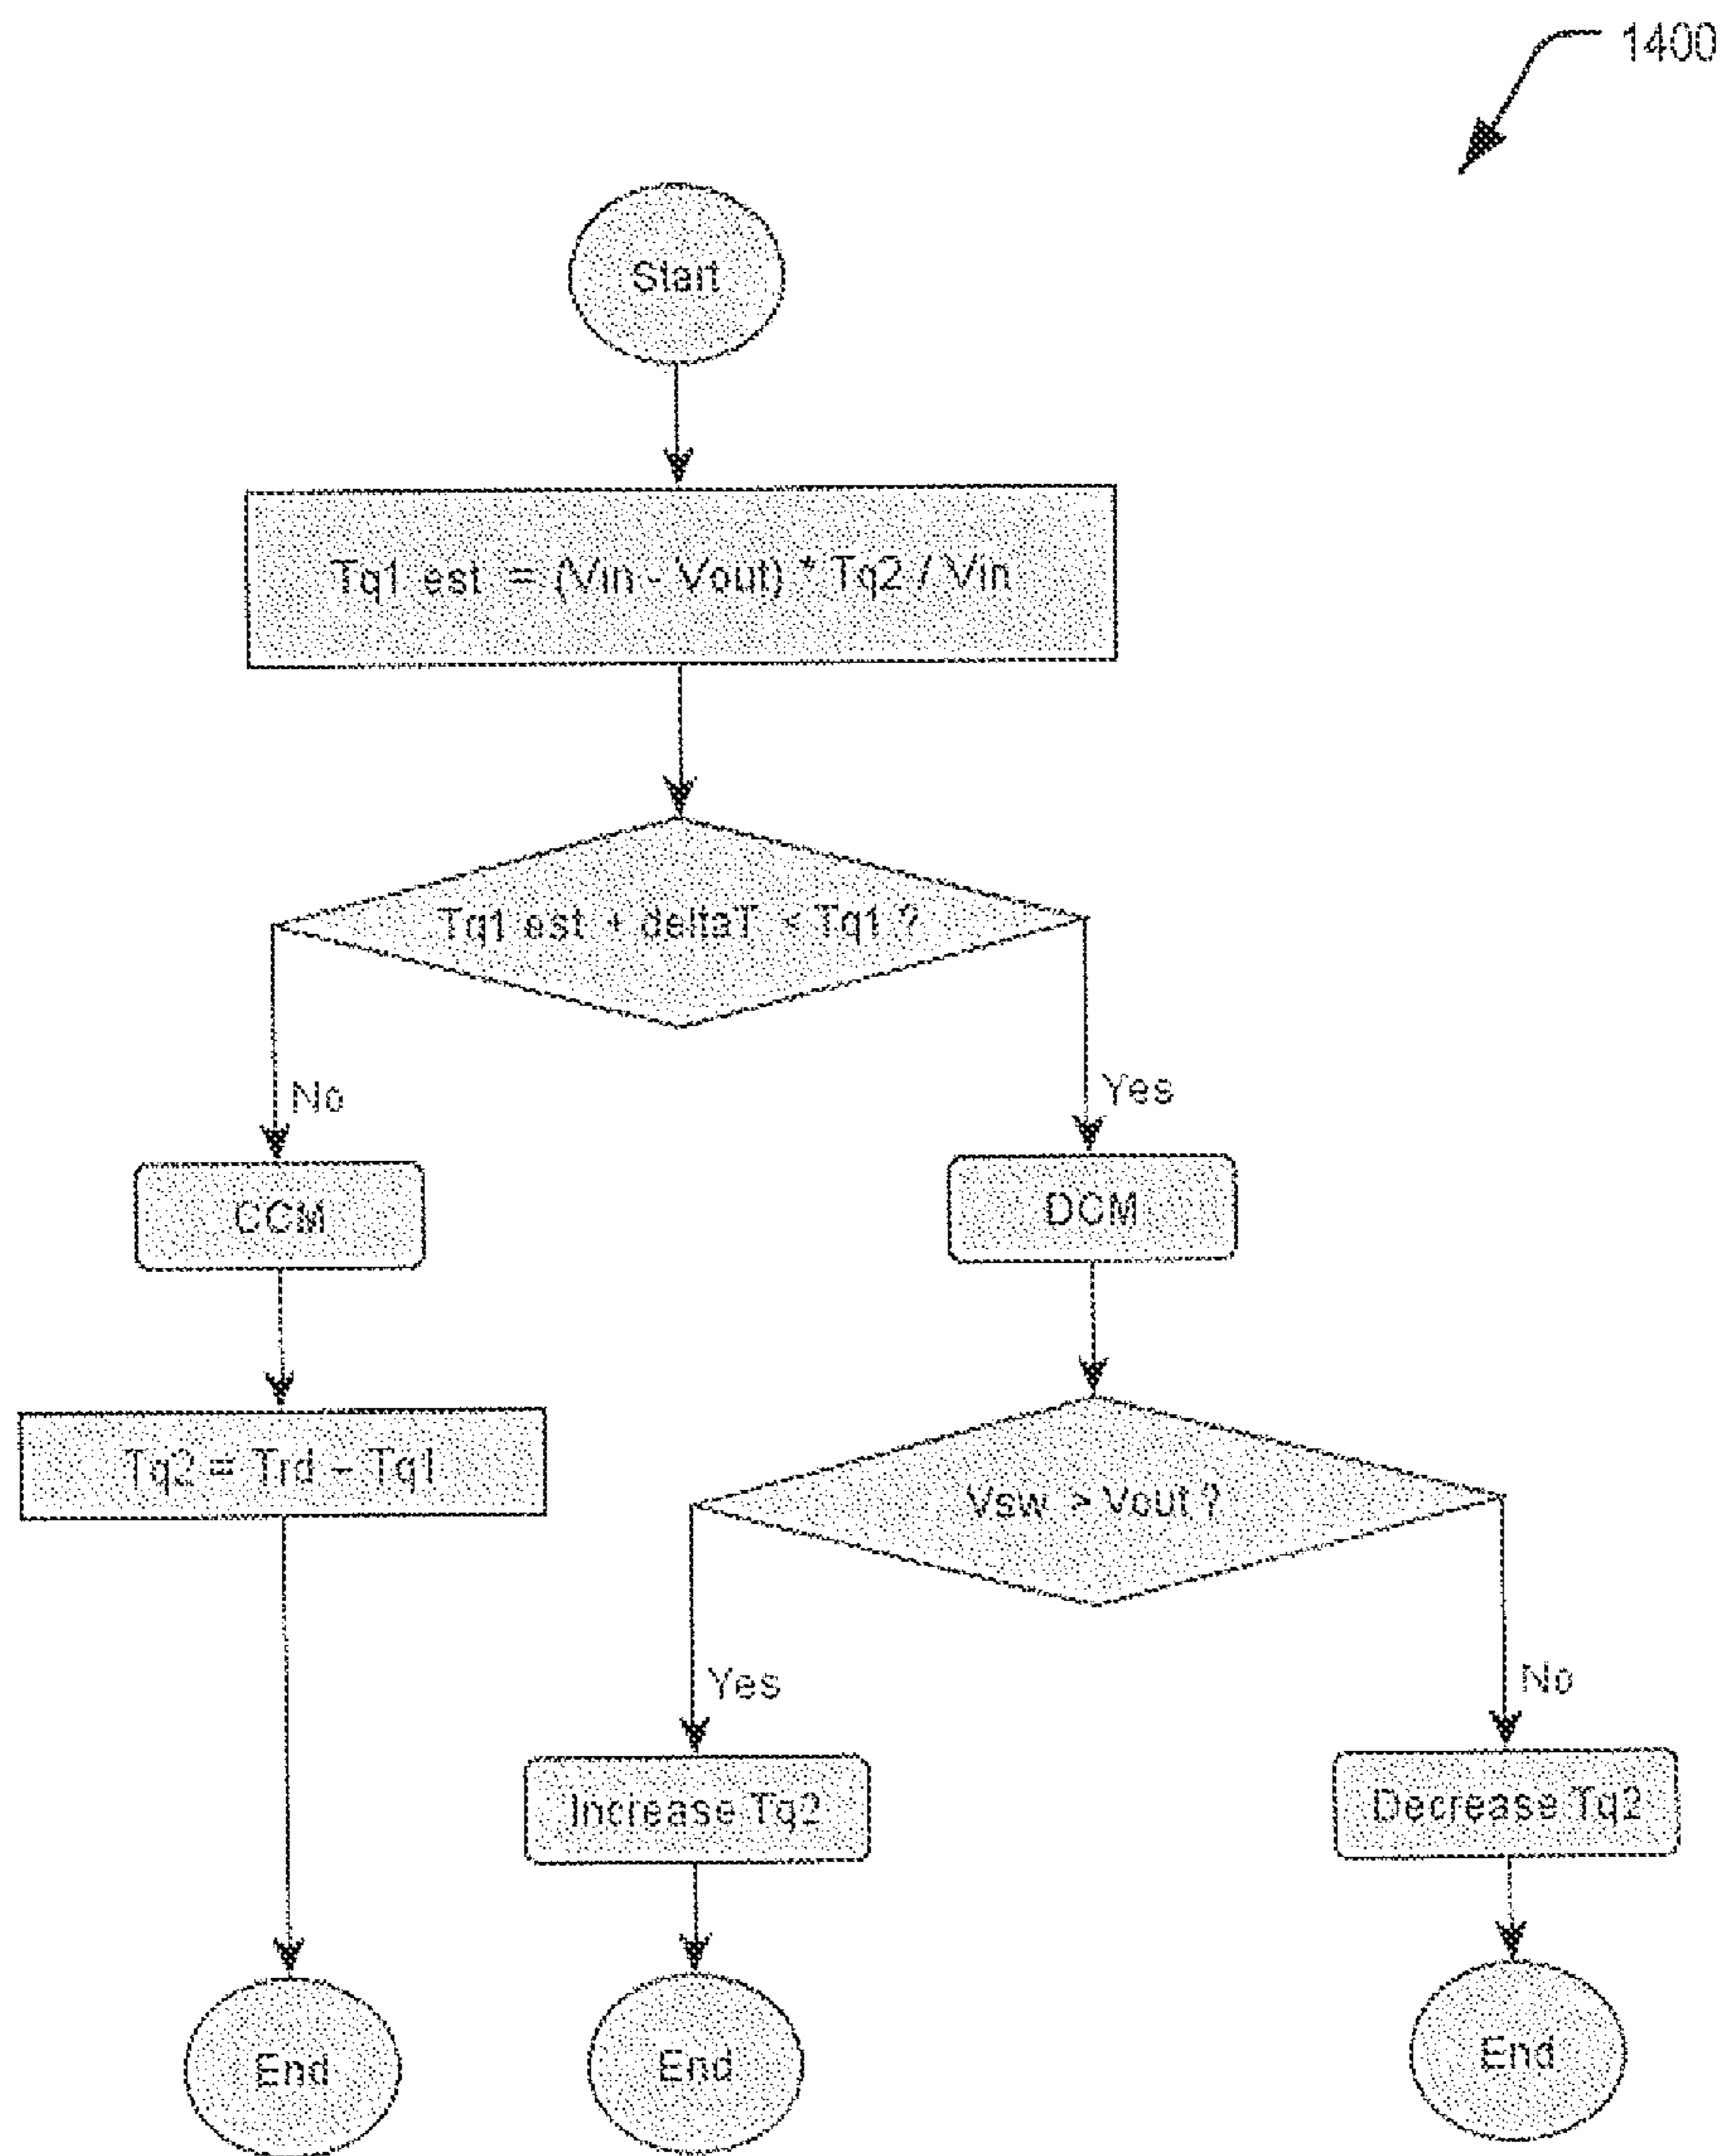 1400
Start
Tq1 est = (Vin - Vout) * Tq2 / Vin
Tq1 est + deltaT < Tq1 ?
No
Yes
CCM
DCM
Tq2 = Trd - Tq1
Vsw > Vout ?
Yes
No
Increase Tq2
Decrease Tq2
End
End
End